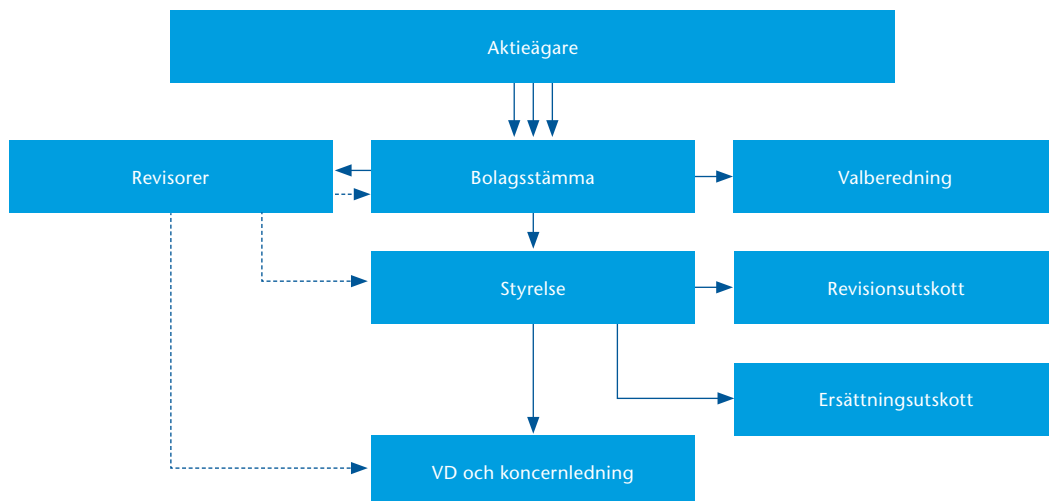 Aktieägare
Revisorer
Bolagsstämma
Valberedning
Styrelse
Revisionsutskott
Ersättningsutskott
VD och koncernledning